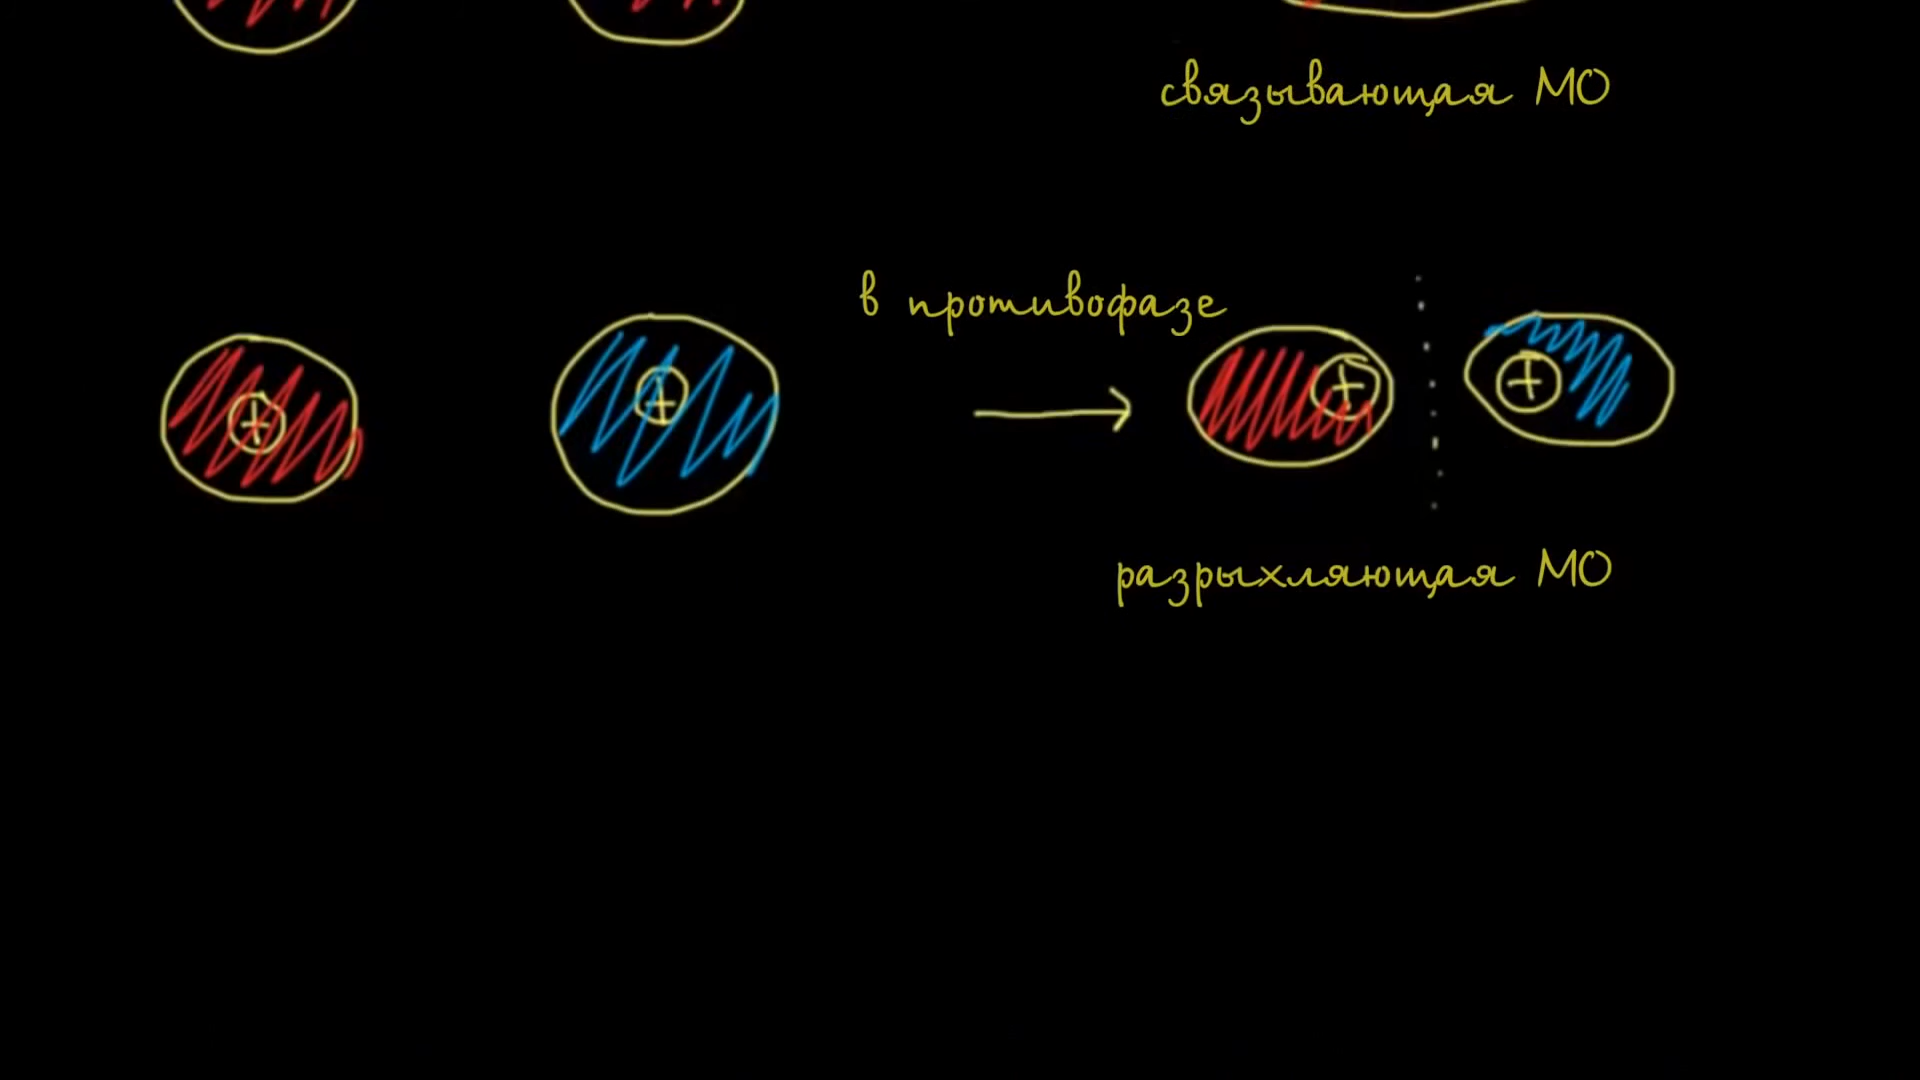 связывающая МО
в противофазе
+ + + +
разрыхляющая МО